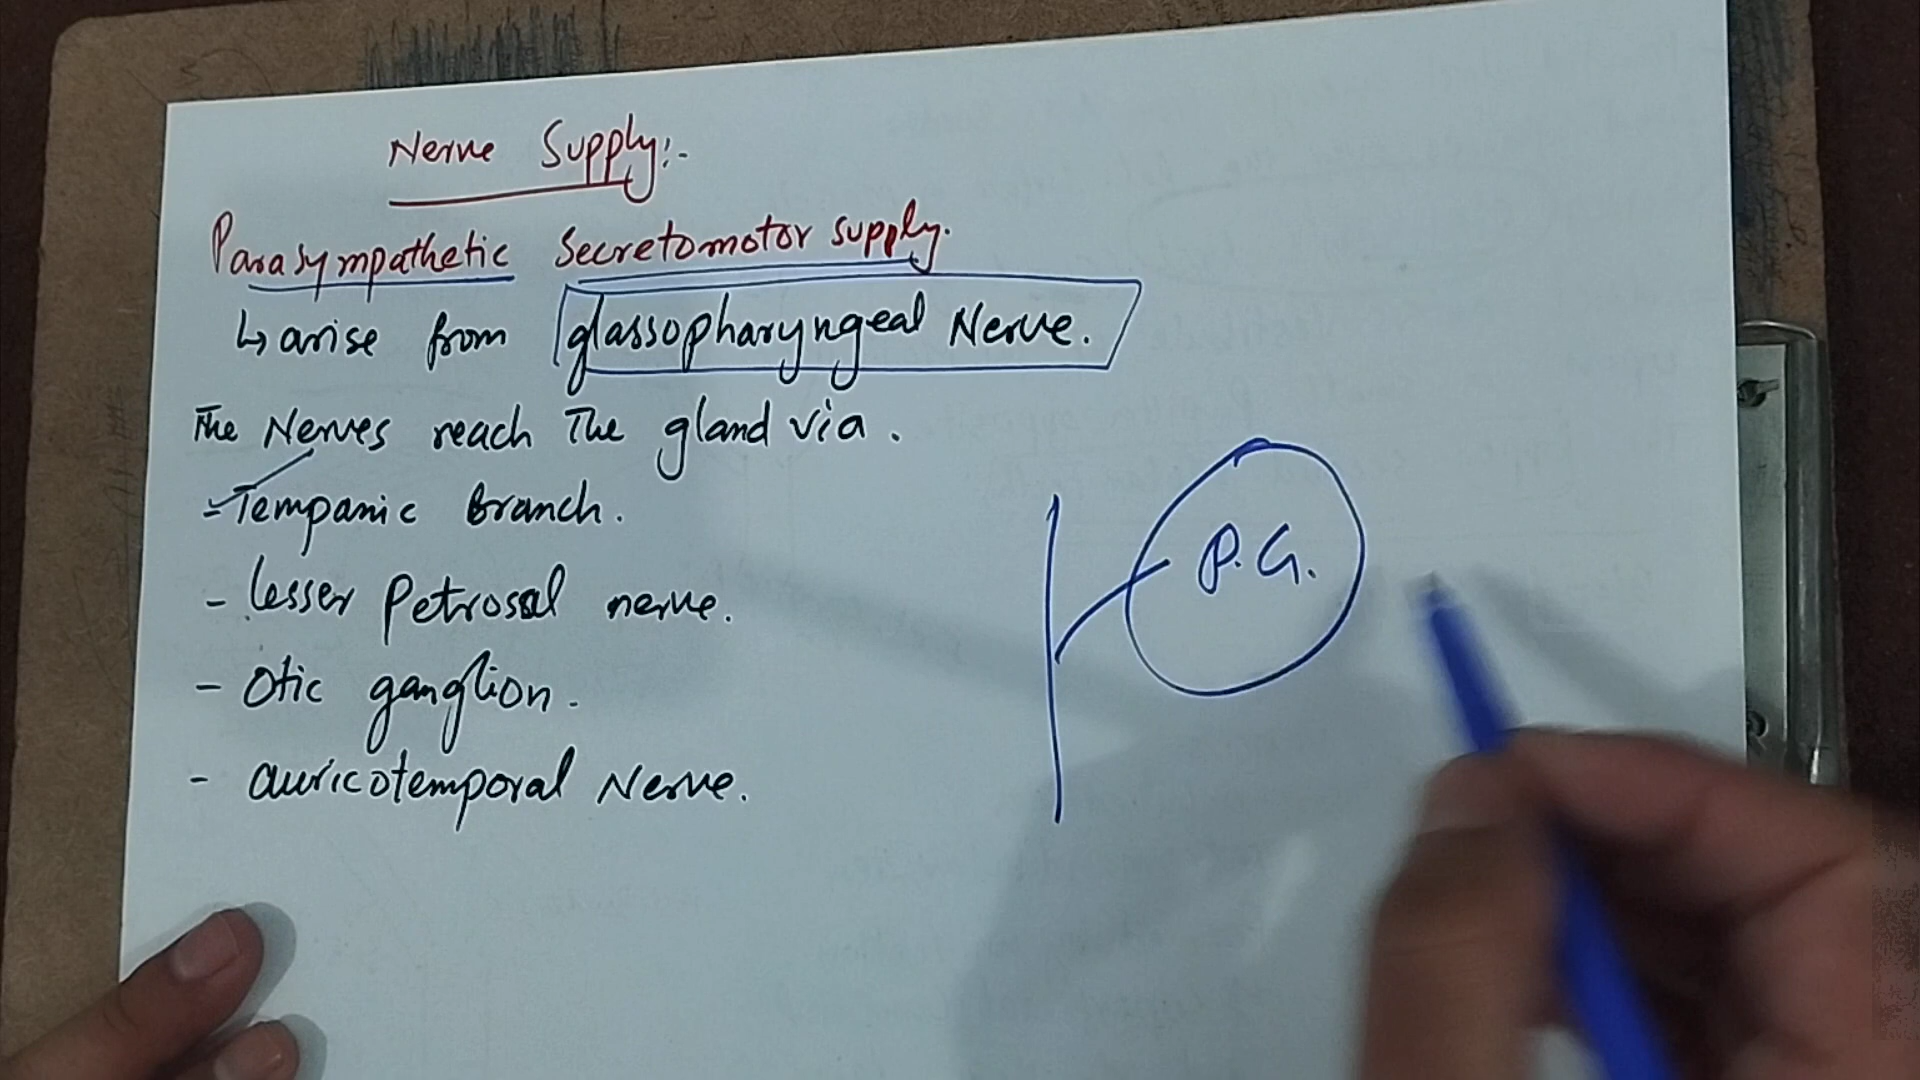 Nerve Supply:-
Parasympathetic Secretomotor supply.
↳ arise from glassopharyngeal Nerve.
The Nerves reach The gland via.
- Tempanic Branch.
- lesser Petrosal nerve.
- Otic ganglion.
- auricotemporal Nerve.
P.G.